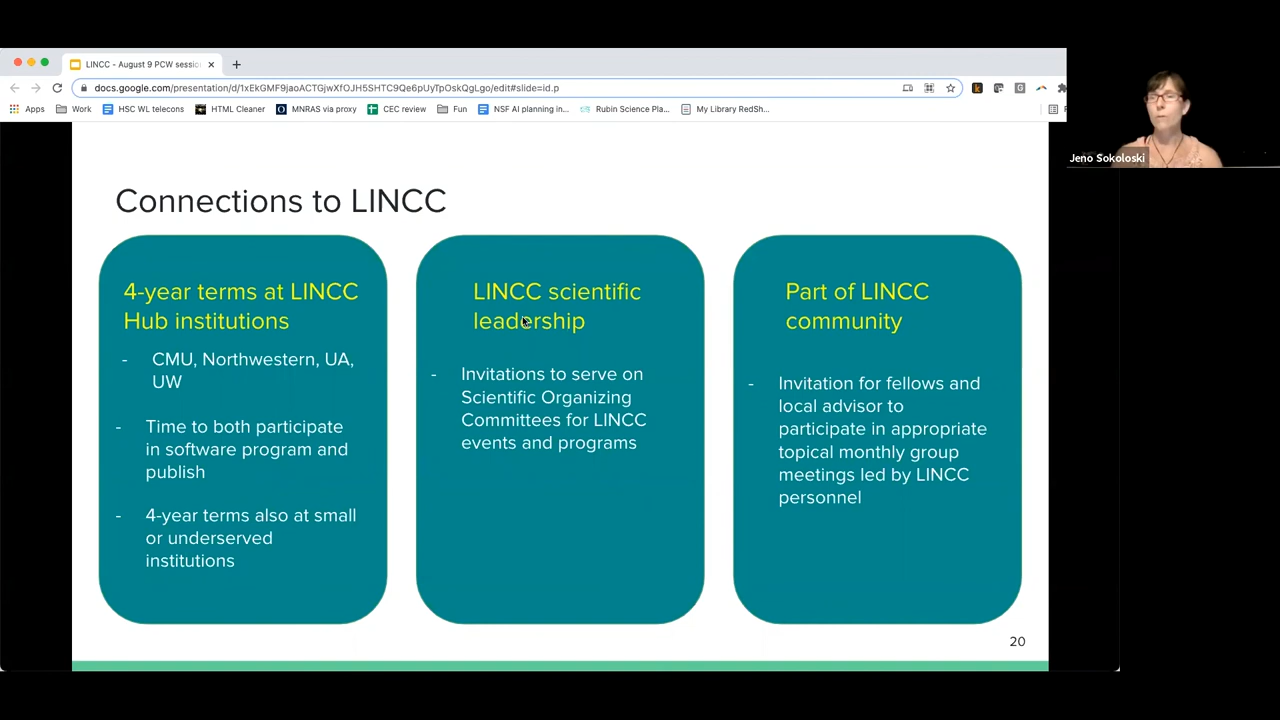 LINCC - August 9 PCW sessio
docs.google.com/presentation/d/1xEkGMF9jaoACTGjwXfOJH5SHTC9Qe6pUyTpOskQgLgo/edit#slide=id.p
Apps Work HSC WL telecons HTML Cleaner MNRAS via proxy CEC review Fun NSF AI planning in... Rubin Science Pla... My Library RedSh...
Jeno Sokoloski
Connections to LINCC
4-year terms at LINCC
Hub institutions
- CMU, Northwestern, UA,
UW
- Time to both participate
in software program and
publish
- 4-year terms also at small
or underserved
institutions
LINCC scientific
leadership
- Invitations to serve on
Scientific Organizing
Committees for LINCC
events and programs
Part of LINCC
community
- Invitation for fellows and
local advisor to
participate in appropriate
topical monthly group
meetings led by LINCC
personnel
20